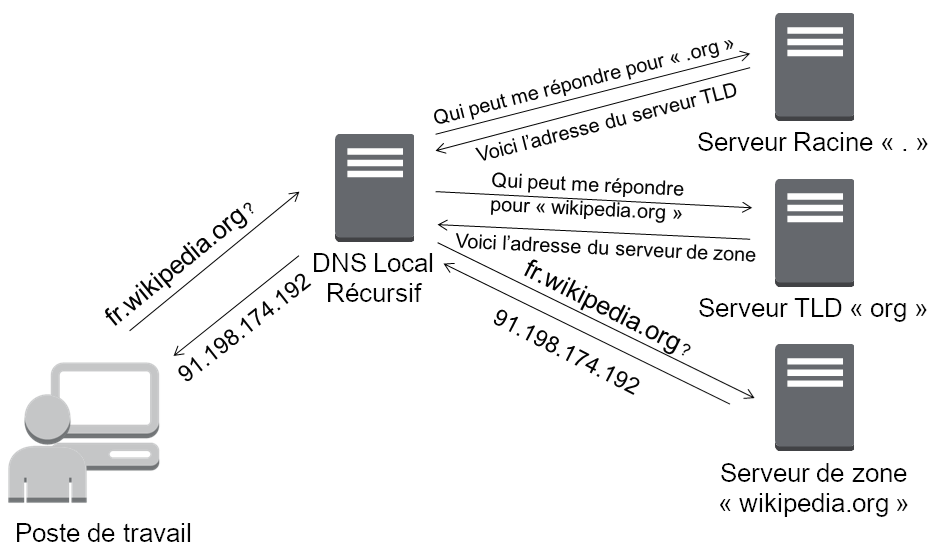 Qui peut me répondre pour « .org »
Voici l’adresse du serveur TLD
Serveur Racine « . »
Qui peut me répondre
pour « wikipedia.org »
Voici l’adresse du serveur de zone
Serveur TLD « org »
fr.wikipedia.org?
91.198.174.192
DNS Local
Récursif
fr.wikipedia.org?
91.198.174.192
Serveur de zone
« wikipedia.org »
Poste de travail